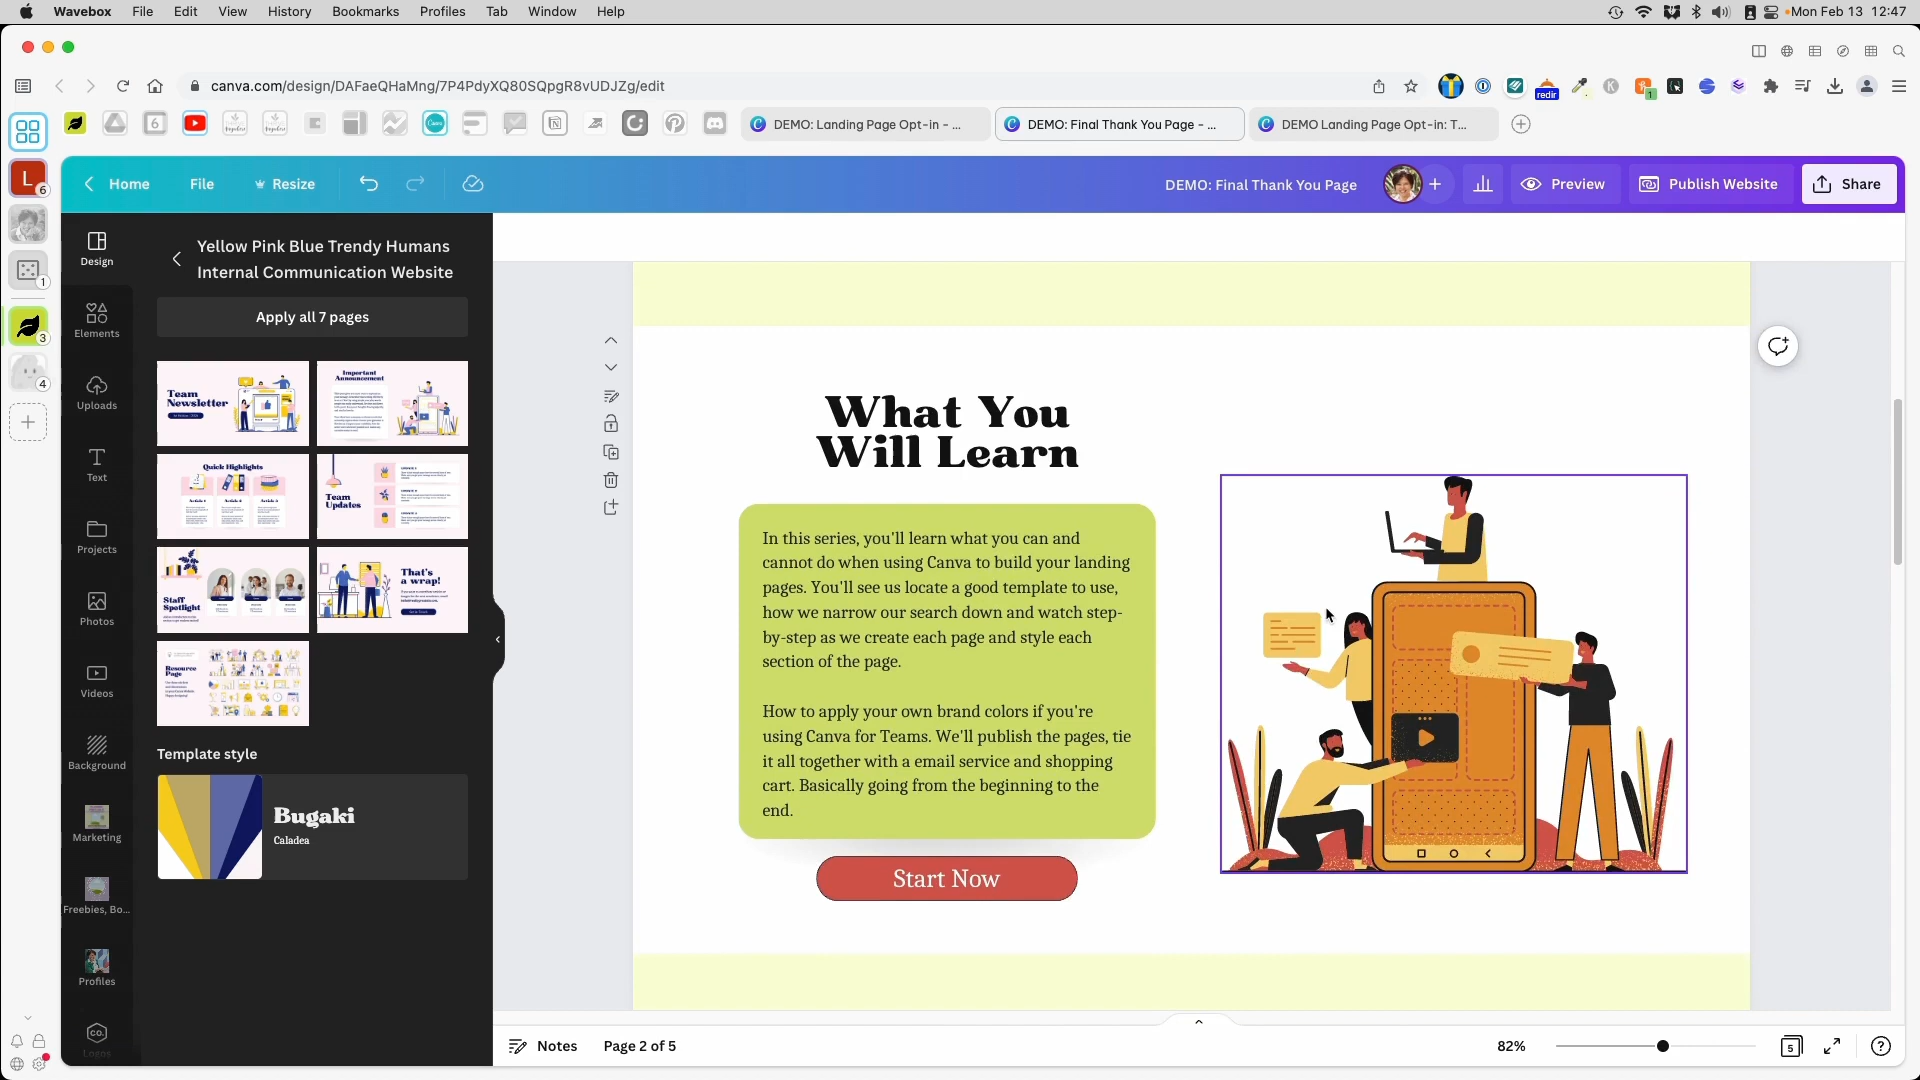 Wavebox File Edit View History Bookmarks Profiles Tab Window Help
Mon Feb 13 12:47
canva.com/design/DAFaeQHaMng/7P4PdyXQ80SQpgR8vUDJZg/edit
redir
1
DEMO: Landing Page Opt-in - ...
DEMO: Final Thank You Page - ...
DEMO Landing Page Opt-in: T...
L
6
1
3
4
Home File Resize
DEMO: Final Thank You Page
Preview
Publish Website
Share
Design
Elements
Uploads
Text
Projects
Photos
Videos
Background
Marketing
Freebies, Bo...
Profiles
CO.
Logos
Yellow Pink Blue Trendy Humans
Internal Communication Website
Apply all 7 pages
Team
Newsletter
Important
Announcement
Quick Highlights
Team
Updates
Staff
Spotlight
That's
a wrap!
Resource
Page
Template style
Bugaki
Caladea
What You
Will Learn
In this series, you'll learn what you can and
cannot do when using Canva to build your landing
pages. You'll see us locate a good template to use,
how we narrow our search down and watch step-
by-step as we create each page and style each
section of the page.
How to apply your own brand colors if you're
using Canva for Teams. We'll publish the pages, tie
it all together with a email service and shopping
cart. Basically going from the beginning to the
end.
Start Now
Notes
Page 2 of 5
82%
5